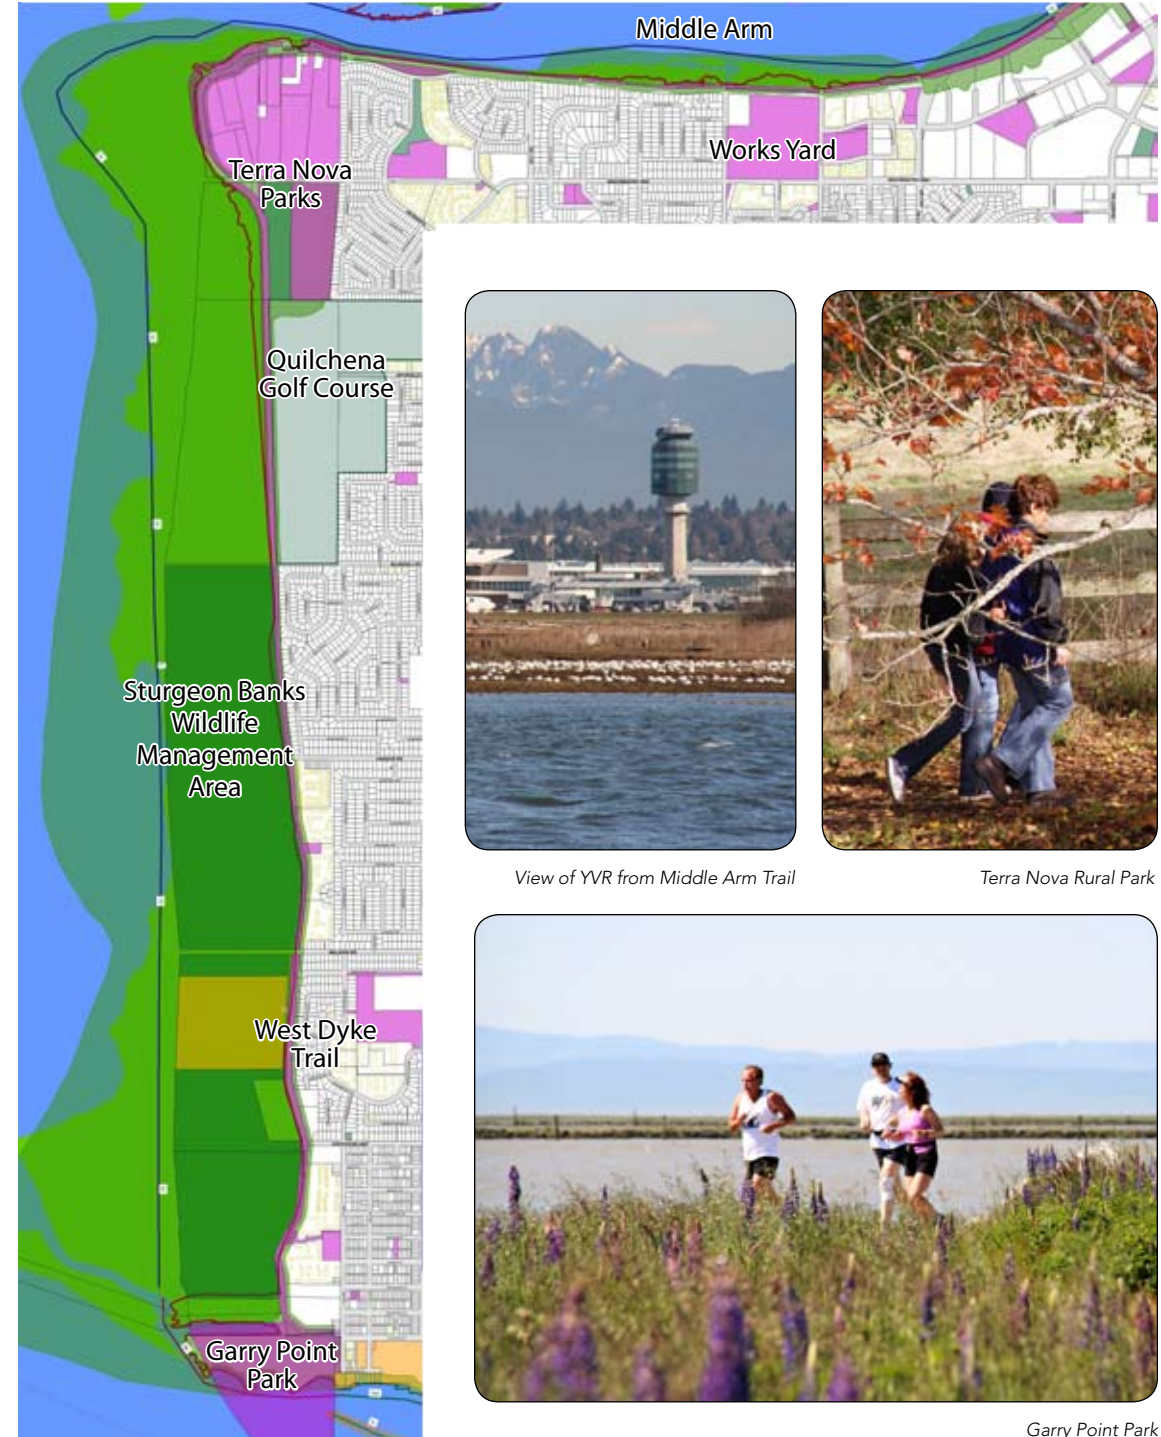 Middle Arm
Works Yard
Terra Nova
Parks
Quilchena
Golf Course
Sturgeon Banks
Wildlife
Management
Area
West Dyke
Trail
Garry Point
Park
View of YVR from Middle Arm Trail
Terra Nova Rural Park
Garry Point Park